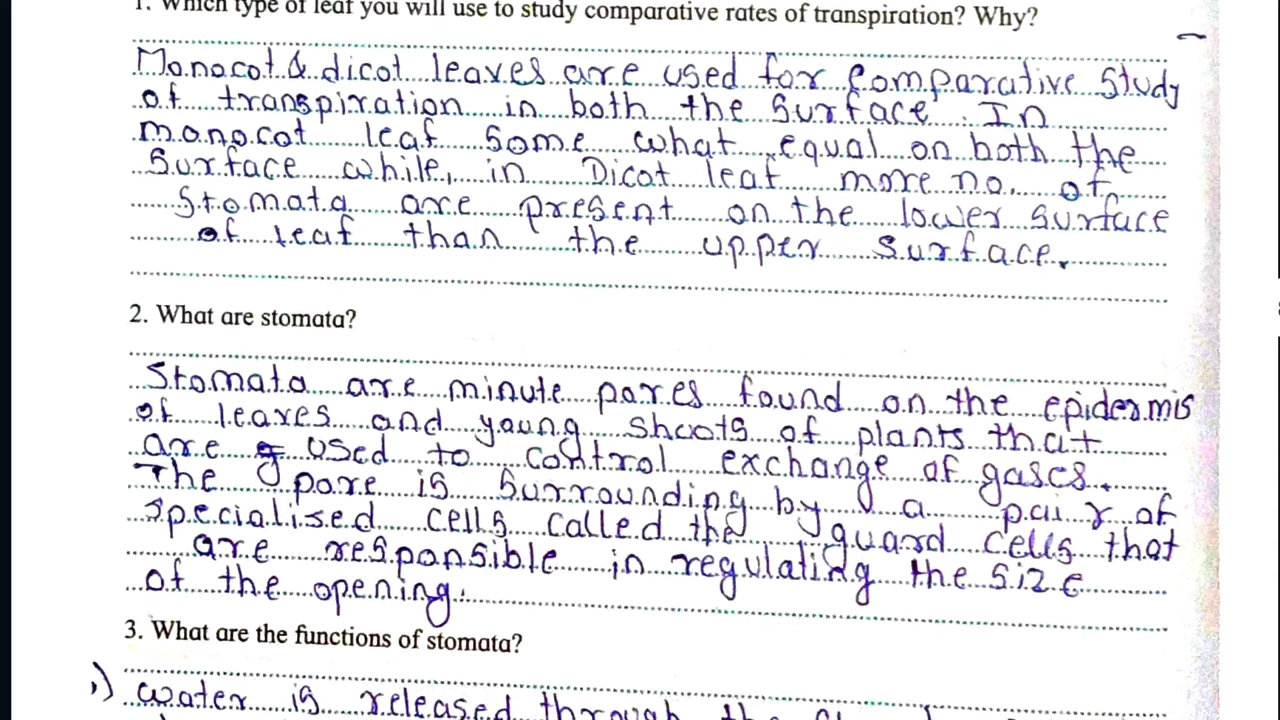 1. Which type of leaf you will use to study comparative rates of transpiration? Why?
Monocot & dicot leaves are used for Comparative Study
of transpiration in both the Surface. In
monocot leaf Some what equal on both the
Surface while, in Dicot leaf more no. of
Stomata are present on the lower surface
of leaf than the upper surface.
2. What are stomata?
Stomata are minute pores found on the epidermis
of leaves and young shoots of plants that
are used to control exchange of gases.
The pore is Surrounding by a pair of
Specialised cells called the guard cells that
are responsible in regulating the size
of the opening.
3. What are the functions of stomata?
i) water is released through the